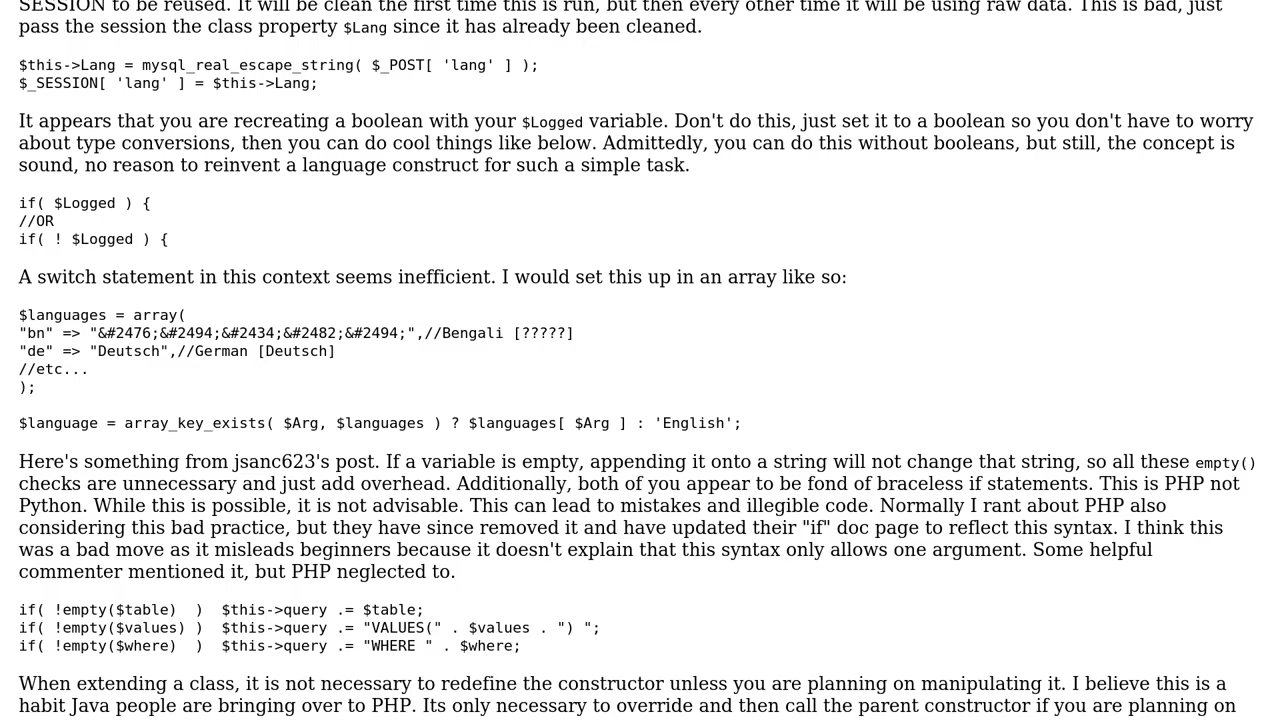 SESSION to be reused. It will be clean the first time this is run, but then every other time it will be using raw data. This is bad, just
pass the session the class property $Lang since it has already been cleaned.
$this->Lang = mysql_real_escape_string( $_POST[ 'lang' ] );
$_SESSION[ 'lang' ] = $this->Lang;
It appears that you are recreating a boolean with your $Logged variable. Don't do this, just set it to a boolean so you don't have to worry
about type conversions, then you can do cool things like below. Admittedly, you can do this without booleans, but still, the concept is
sound, no reason to reinvent a language construct for such a simple task.
if( $Logged ) {
//OR
if( ! $Logged ) {
A switch statement in this context seems inefficient. I would set this up in an array like so:
$languages = array(
"bn" => "&#2476;&#2494;&#2434;&#2482;&#2494;",//Bengali [?????]
"de" => "Deutsch",//German [Deutsch]
//etc...
);
$language = array_key_exists( $Arg, $languages ) ? $languages[ $Arg ] : 'English';
Here's something from jsanc623's post. If a variable is empty, appending it onto a string will not change that string, so all these empty()
checks are unnecessary and just add overhead. Additionally, both of you appear to be fond of braceless if statements. This is PHP not
Python. While this is possible, it is not advisable. This can lead to mistakes and illegible code. Normally I rant about PHP also
considering this bad practice, but they have since removed it and have updated their "if" doc page to reflect this syntax. I think this
was a bad move as it misleads beginners because it doesn't explain that this syntax only allows one argument. Some helpful
commenter mentioned it, but PHP neglected to.
if( !empty($table)  )  $this->query .= $table;
if( !empty($values) )  $this->query .= "VALUES(" . $values . ") ";
if( !empty($where)  )  $this->query .= "WHERE " . $where;
When extending a class, it is not necessary to redefine the constructor unless you are planning on manipulating it. I believe this is a
habit Java people are bringing over to PHP. Its only necessary to override and then call the parent constructor if you are planning on